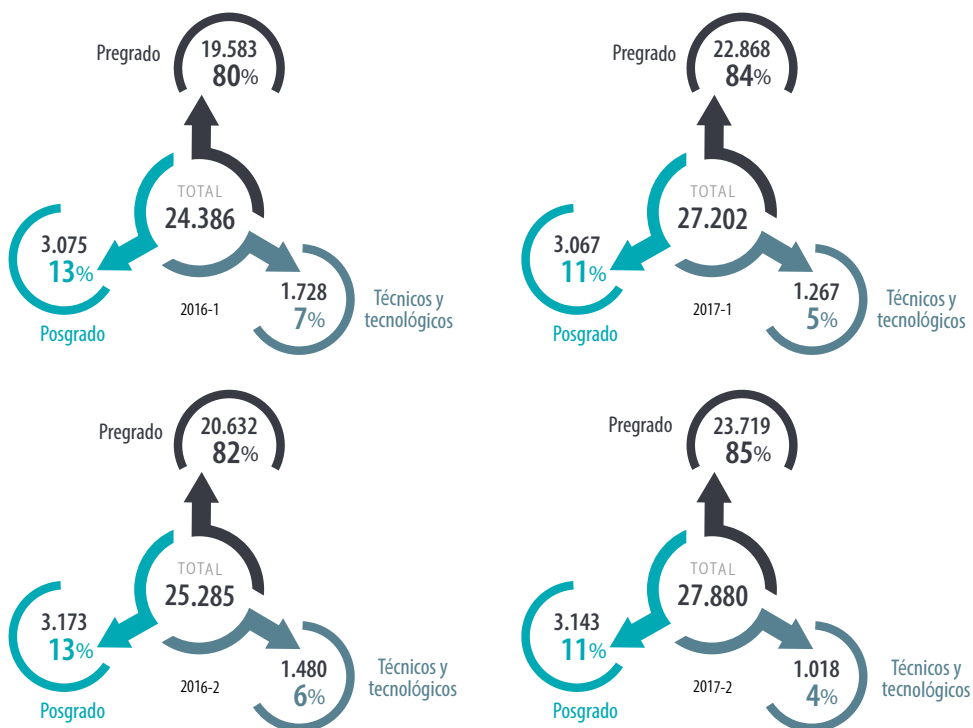 Pregrado
19.583
80%
TOTAL
24.386
3.075
13%
Posgrado
2016-1
1.728
7%
Técnicos y
tecnológicos
Pregrado
22.868
84%
TOTAL
27.202
3.067
11%
Posgrado
2017-1
1.267
5%
Técnicos y
tecnológicos
Pregrado
20.632
82%
TOTAL
25.285
3.173
13%
Posgrado
2016-2
1.480
6%
Técnicos y
tecnológicos
Pregrado
23.719
85%
TOTAL
27.880
3.143
11%
Posgrado
2017-2
1.018
4%
Técnicos y
tecnológicos